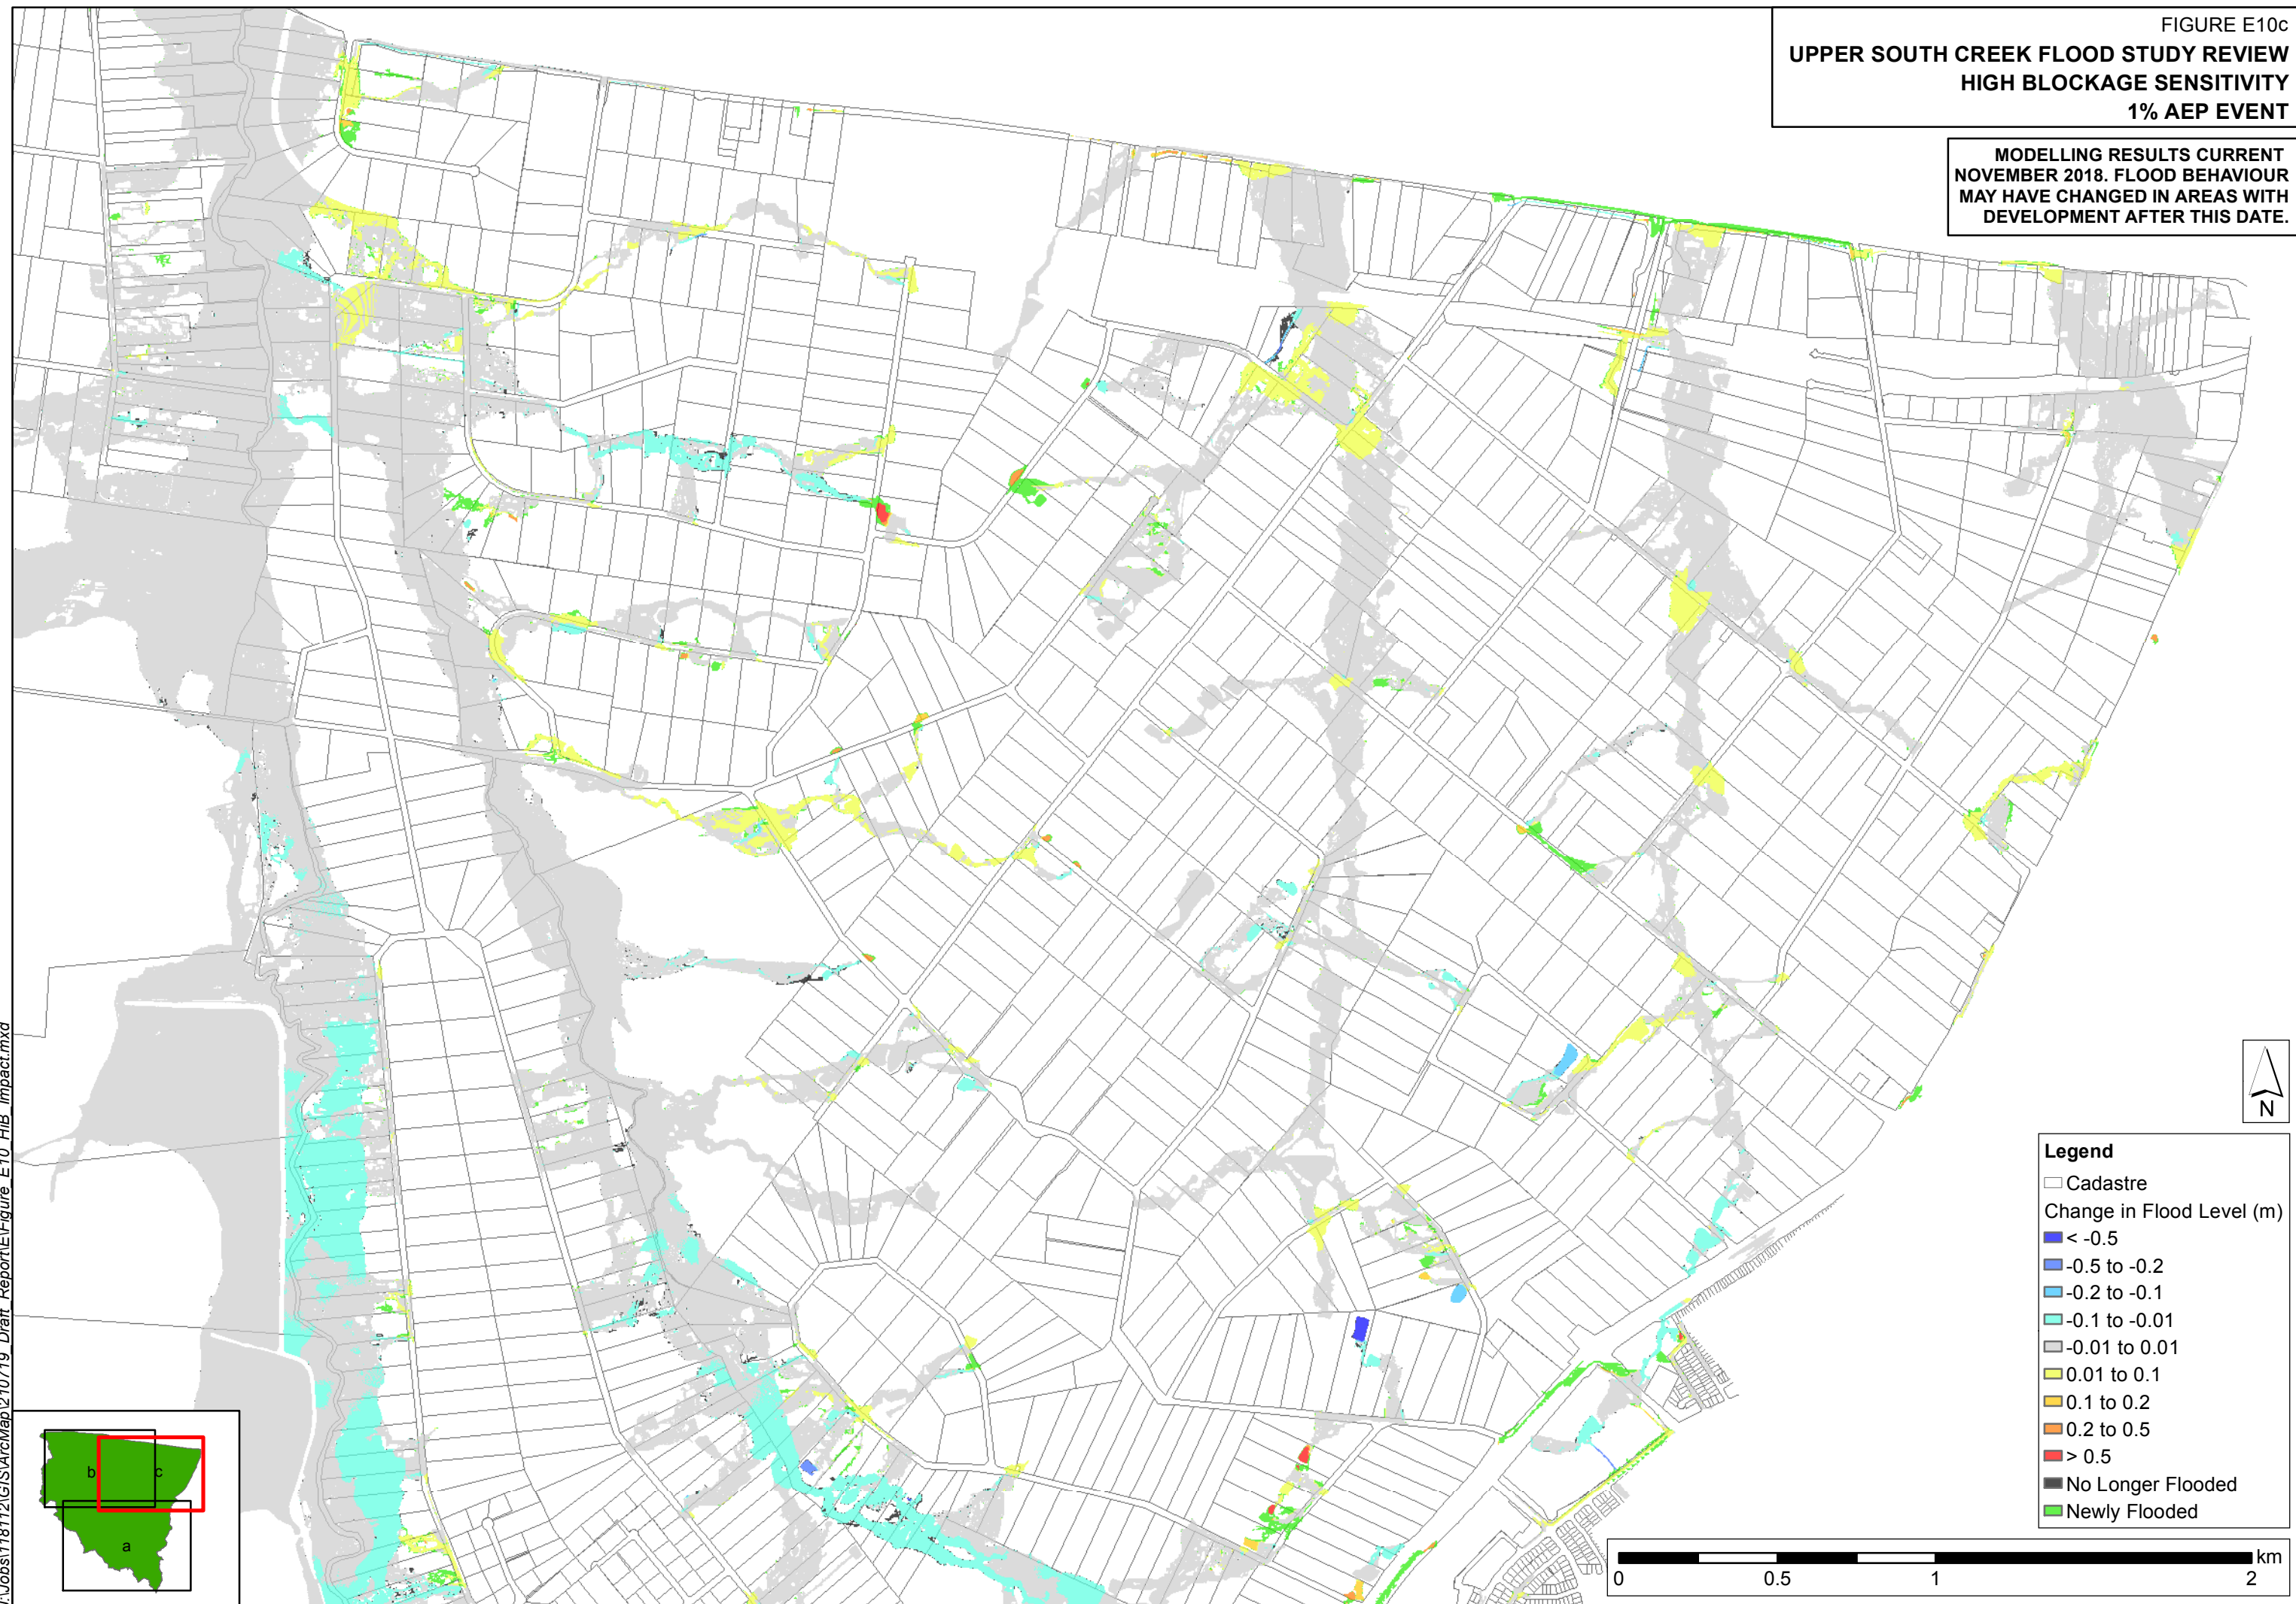 FIGURE E10c
UPPER SOUTH CREEK FLOOD STUDY REVIEW
HIGH BLOCKAGE SENSITIVITY
1% AEP EVENT
MODELLING RESULTS CURRENT
NOVEMBER 2018. FLOOD BEHAVIOUR
MAY HAVE CHANGED IN AREAS WITH
DEVELOPMENT AFTER THIS DATE.
N
Legend
Cadastre
Change in Flood Level (m)
< -0.5
-0.5 to -0.2
-0.2 to -0.1
-0.1 to -0.01
-0.01 to 0.01
0.01 to 0.1
0.1 to 0.2
0.2 to 0.5
> 0.5
No Longer Flooded
Newly Flooded
km
0 0.5 1 2
b c
a